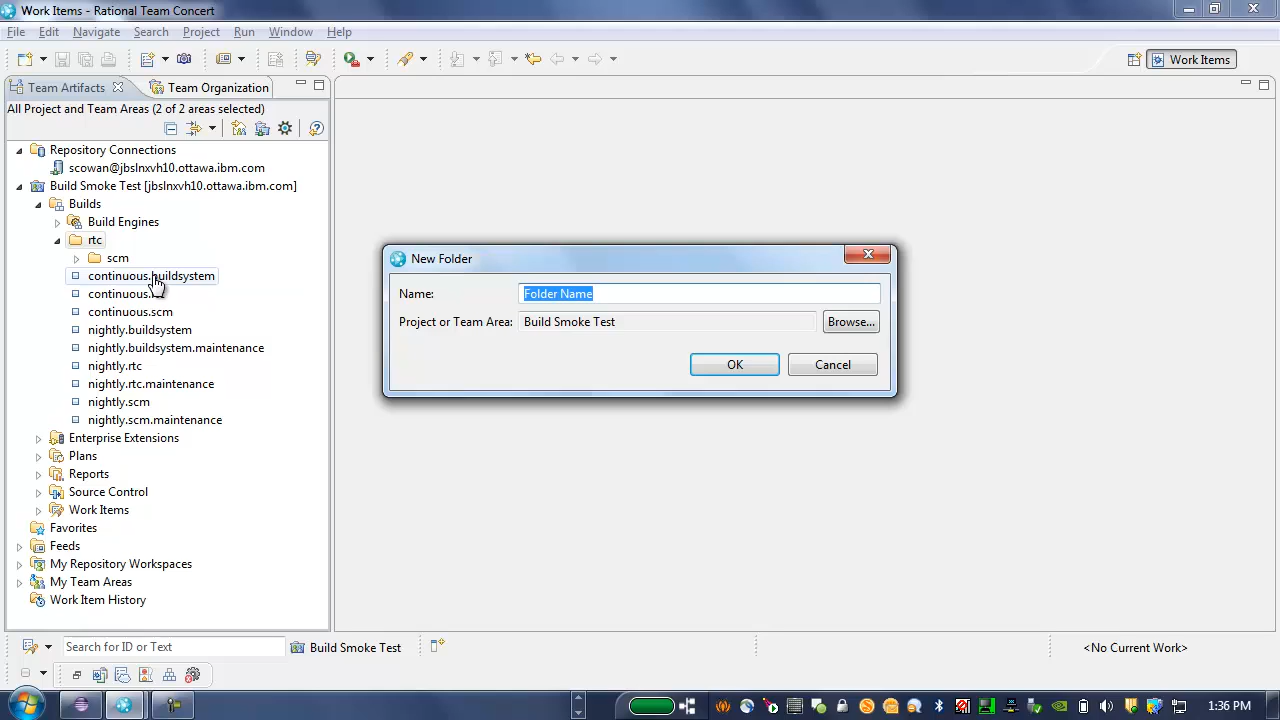 Work Items - Rational Team Concert
File Edit Navigate Search Project Run Window Help
Work Items
Team Artifacts Team Organization
All Project and Team Areas (2 of 2 areas selected)
Repository Connections
scowan@jbslnxvh10.ottawa.ibm.com
Build Smoke Test [jbslnxvh10.ottawa.ibm.com]
Builds
Build Engines
rtc
scm
continuous.buildsystem
continuous.
continuous.scm
nightly.buildsystem
nightly.buildsystem.maintenance
nightly.rtc
nightly.rtc.maintenance
nightly.scm
nightly.scm.maintenance
Enterprise Extensions
Plans
Reports
Source Control
Work Items
Favorites
Feeds
My Repository Workspaces
My Team Areas
Work Item History
New Folder
Name: Folder Name
Project or Team Area: Build Smoke Test Browse...
OK Cancel
Search for ID or Text Build Smoke Test <No Current Work>
1:36 PM